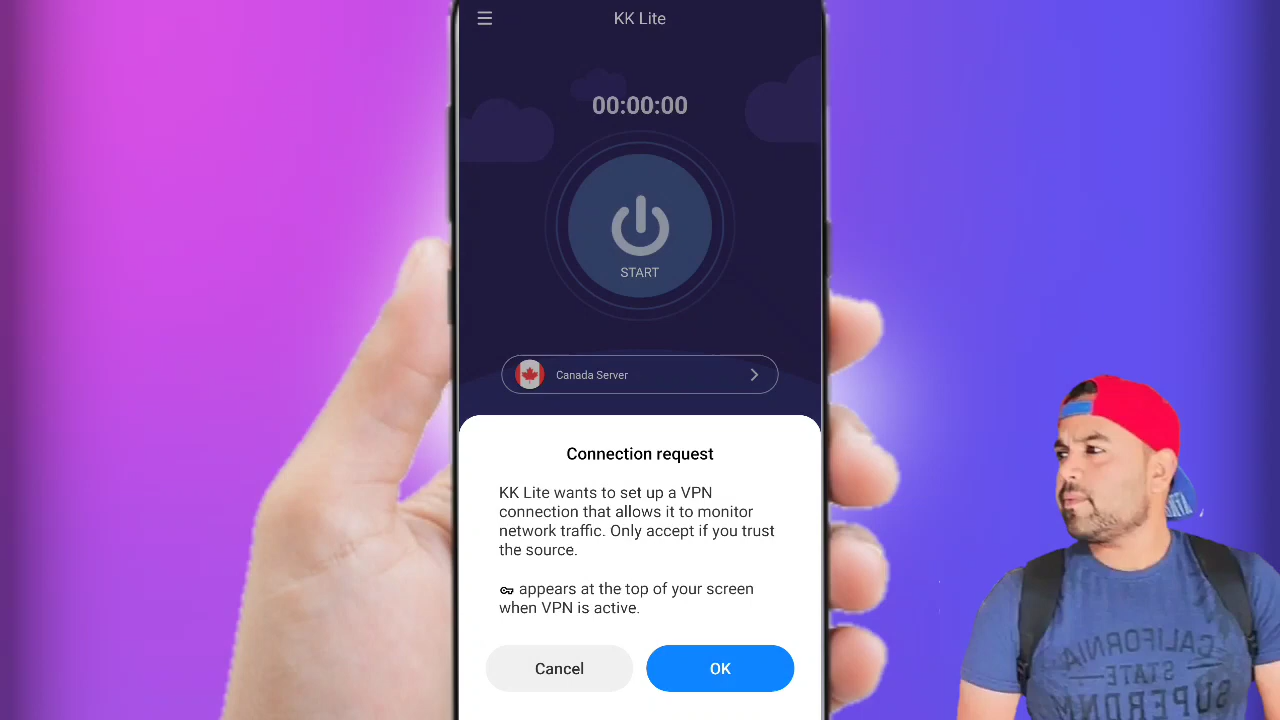 KK Lite
00:00:00
START
Canada Server
Connection request
KK Lite wants to set up a VPN
connection that allows it to monitor
network traffic. Only accept if you trust
the source.
appears at the top of your screen
when VPN is active.
Cancel
OK
CALIFORNIA
STATE
SUPERDRY